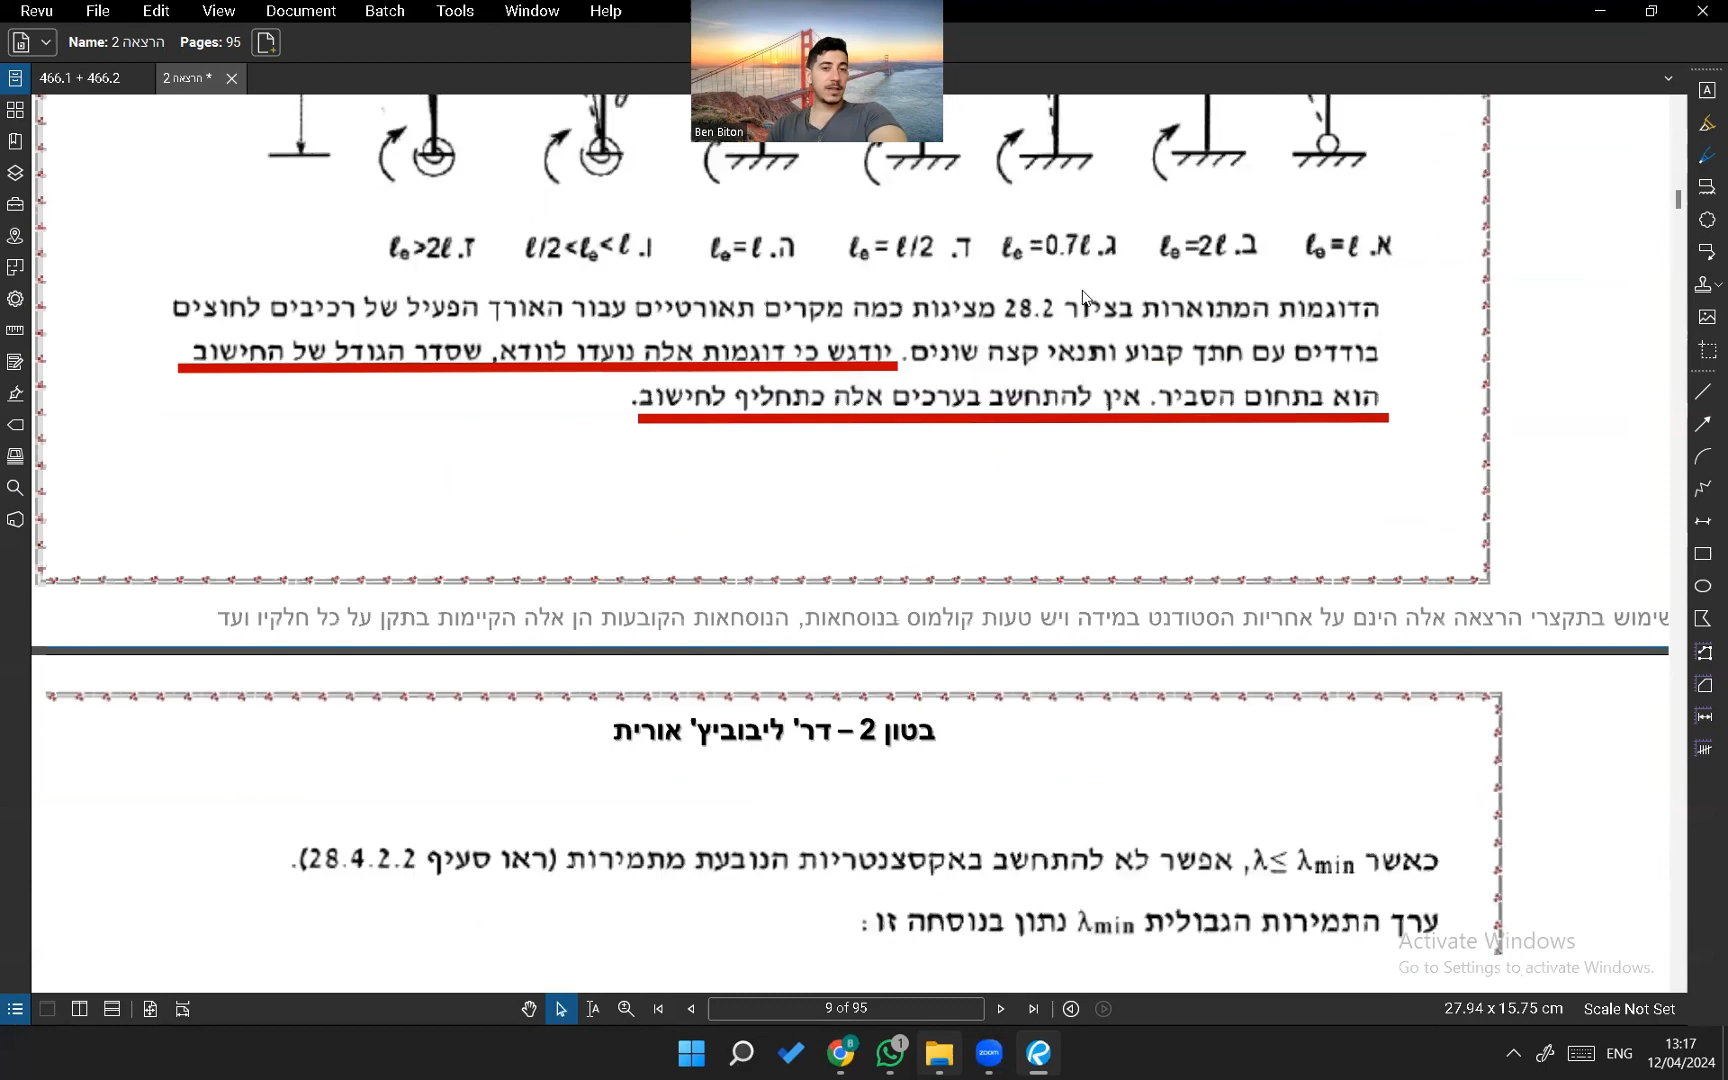 Revu File Edit View Document Batch Tools Window Help
Name: הרצאה 2 Pages: 95
466.1 + 466.2
הרצאה 2 *
Ben Biton
א. ℓe=ℓ
ב. ℓe=2ℓ
ג. ℓe=0.7ℓ
ד. ℓe=ℓ/2
ה. ℓe=ℓ
ו. ℓ/2<ℓe<ℓ
ז. ℓe>2ℓ
הדוגמות המתוארות בציור 28.2 מציגות כמה מקרים תאורטיים עבור האורך הפעיל של רכיבים לחוצים
בודדים עם חתך קבוע ותנאי קצה שונים. יודגש כי דוגמות אלה נועדו לוודא, שסדר הגודל של החישוב
הוא בתחום הסביר. אין להתחשב בערכים אלה כתחליף לחישוב.
שימוש בתקצרי הרצאה אלה הינם על אחריות הסטודנט במידה ויש טעות קולמוס בנוסחאות, הנוסחאות הקובעות הן אלה הקיימות בתקן על כל חלקיו ועד
בטון 2 – דר' ליבוביץ' אורית
כאשר λ≤ λmin, אפשר לא להתחשב באקסצנטריות הנובעת מתמירות (ראו סעיף 28.4.2.2).
ערך התמירות הגבולית λmin נתון בנוסחה זו :
Activate Windows
Go to Settings to activate Windows.
9 of 95
27.94 x 15.75 cm Scale Not Set
8
1
zoom
ENG
13:17
12/04/2024